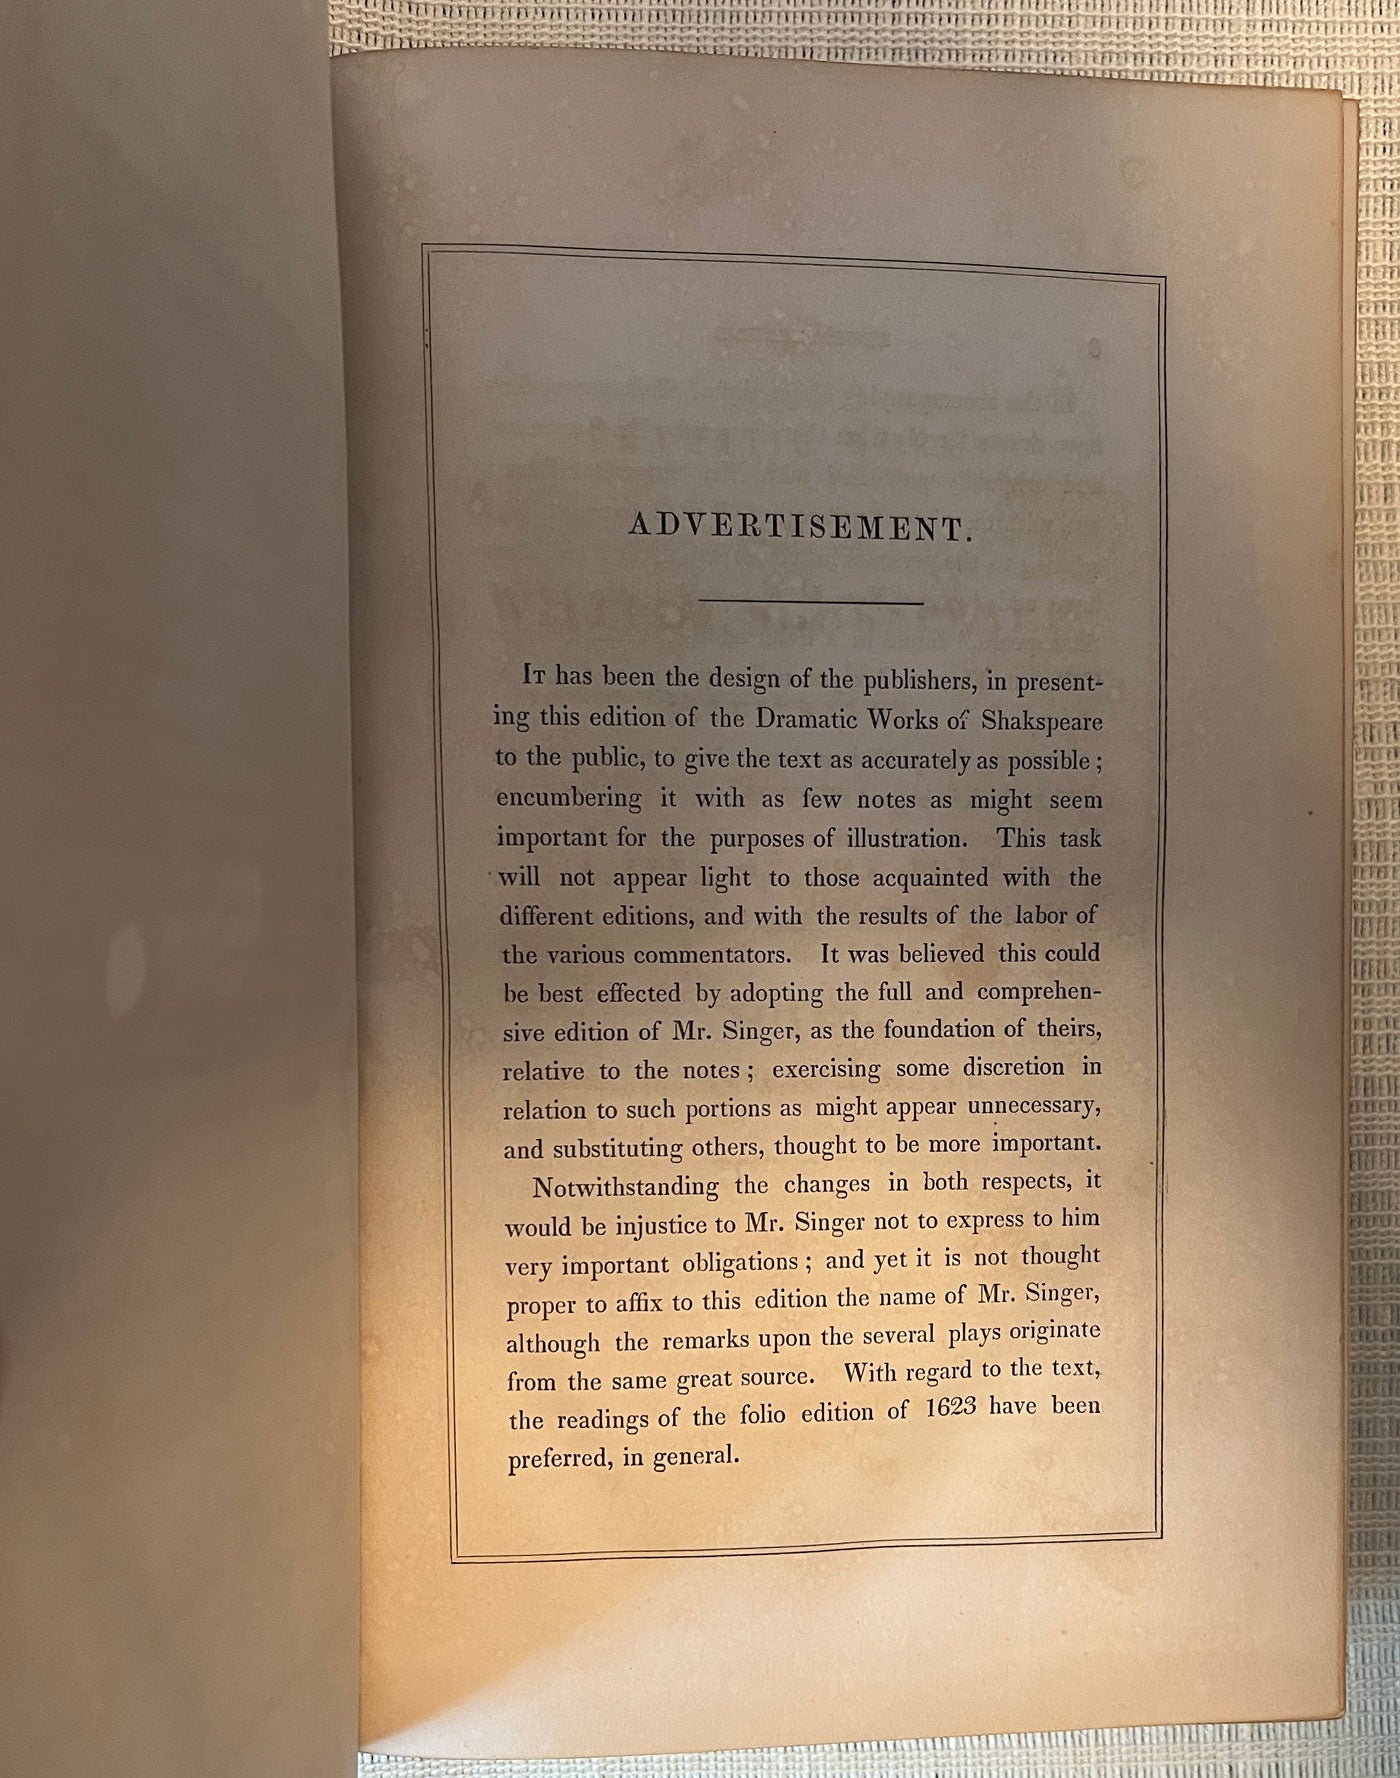 ADVERTISEMENT.
IT has been the design of the publishers, in present-
ing this edition of the Dramatic Works of Shakspeare
to the public, to give the text as accurately as possible ;
encumbering it with as few notes as might seem
important for the purposes of illustration. This task
will not appear light to those acquainted with the
different editions, and with the results of the labor of
the various commentators. It was believed this could
be best effected by adopting the full and comprehen-
sive edition of Mr. Singer, as the foundation of theirs,
relative to the notes ; exercising some discretion in
relation to such portions as might appear unnecessary,
and substituting others, thought to be more important.
Notwithstanding the changes in both respects, it
would be injustice to Mr. Singer not to express to him
very important obligations ; and yet it is not thought
proper to affix to this edition the name of Mr. Singer,
although the remarks upon the several plays originate
from the same great source. With regard to the text,
the readings of the folio edition of 1623 have been
preferred, in general.